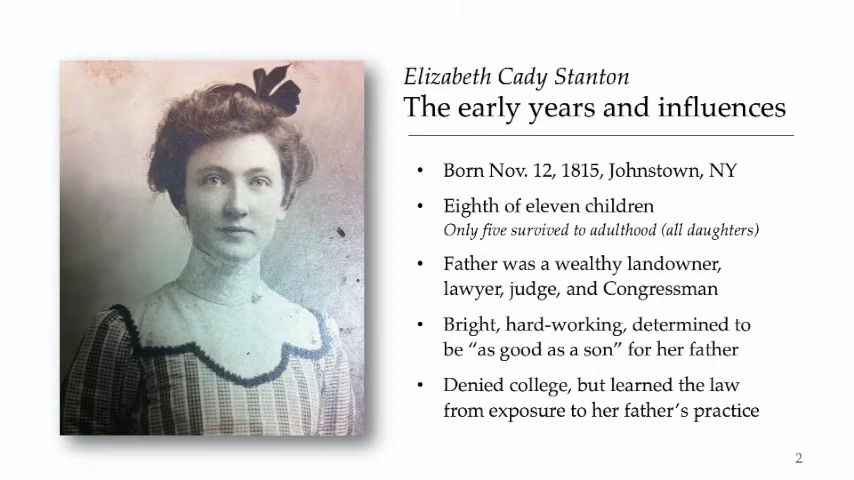 Elizabeth Cady Stanton
The early years and influences
• Born Nov. 12, 1815, Johnstown, NY
• Eighth of eleven children
Only five survived to adulthood (all daughters)
• Father was a wealthy landowner,
lawyer, judge, and Congressman
• Bright, hard-working, determined to
be “as good as a son” for her father
• Denied college, but learned the law
from exposure to her father’s practice
2